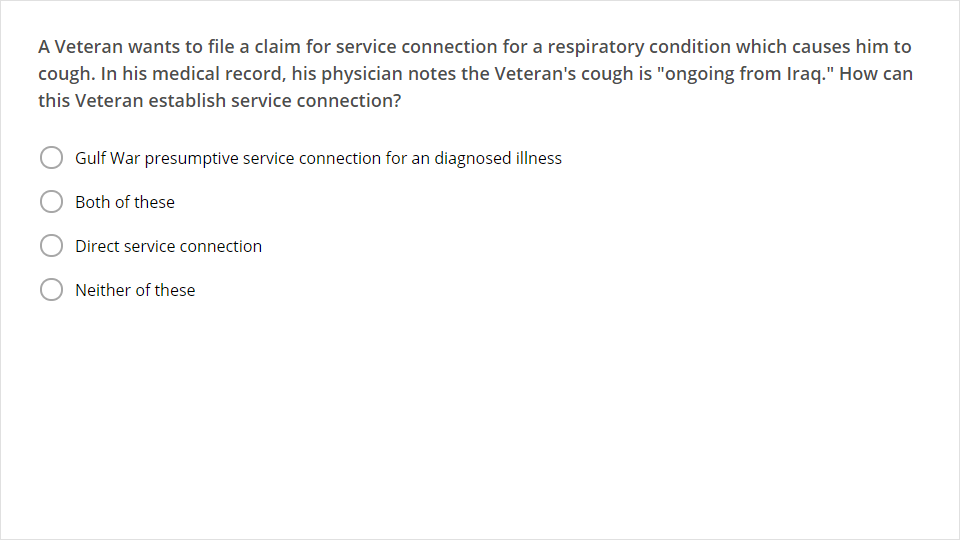 A Veteran wants to file a claim for service connection for a respiratory condition which causes him to
cough. In his medical record, his physician notes the Veteran's cough is "ongoing from Iraq." How can
this Veteran establish service connection?
Gulf War presumptive service connection for an diagnosed illness
Both of these
Direct service connection
Neither of these